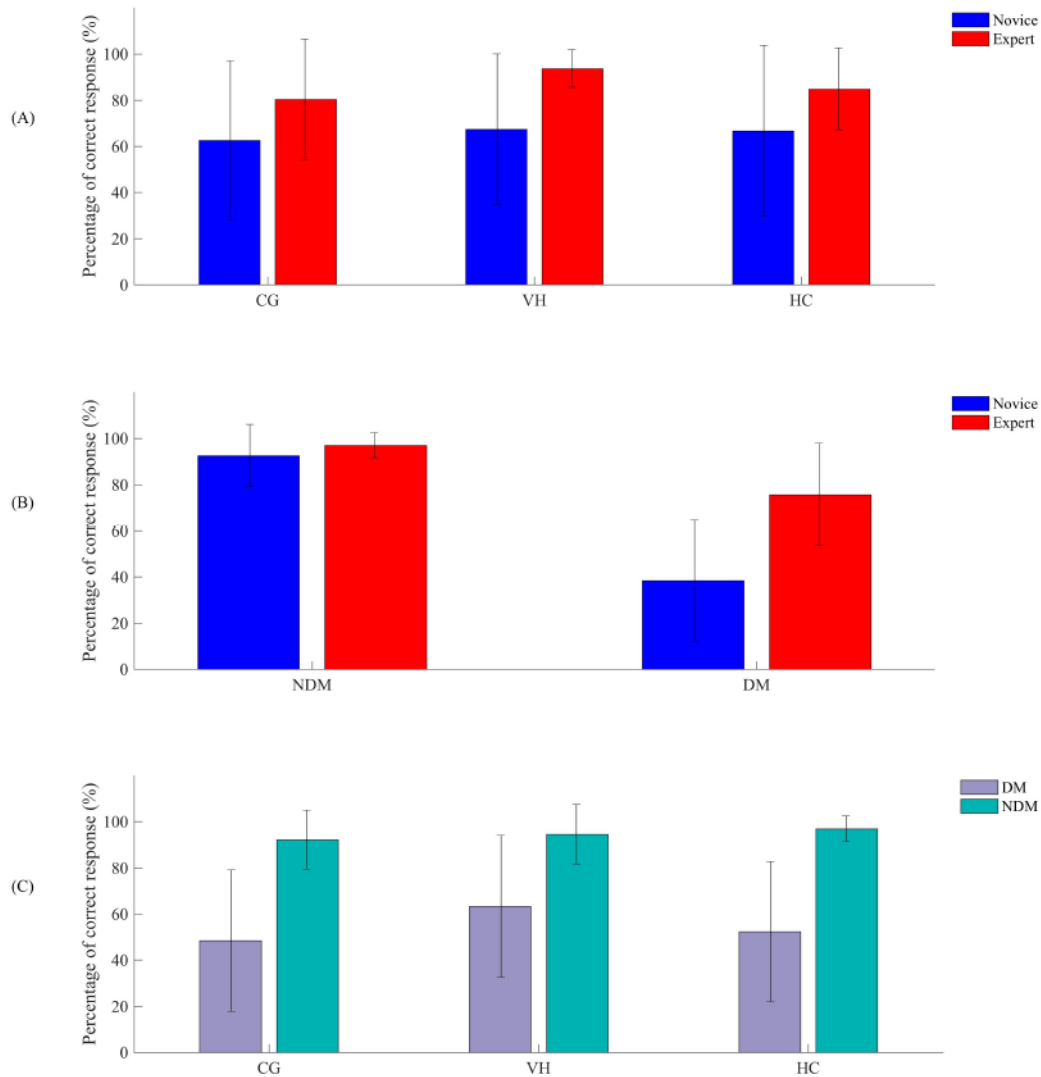 (A)
Percentage of correct response (%)
100
80
60
40
20
0
CG VH HC
Novice
Expert
(B)
Percentage of correct response (%)
100
80
60
40
20
0
NDM DM
Novice
Expert
(C)
Percentage of correct response (%)
100
80
60
40
20
0
CG VH HC
DM
NDM